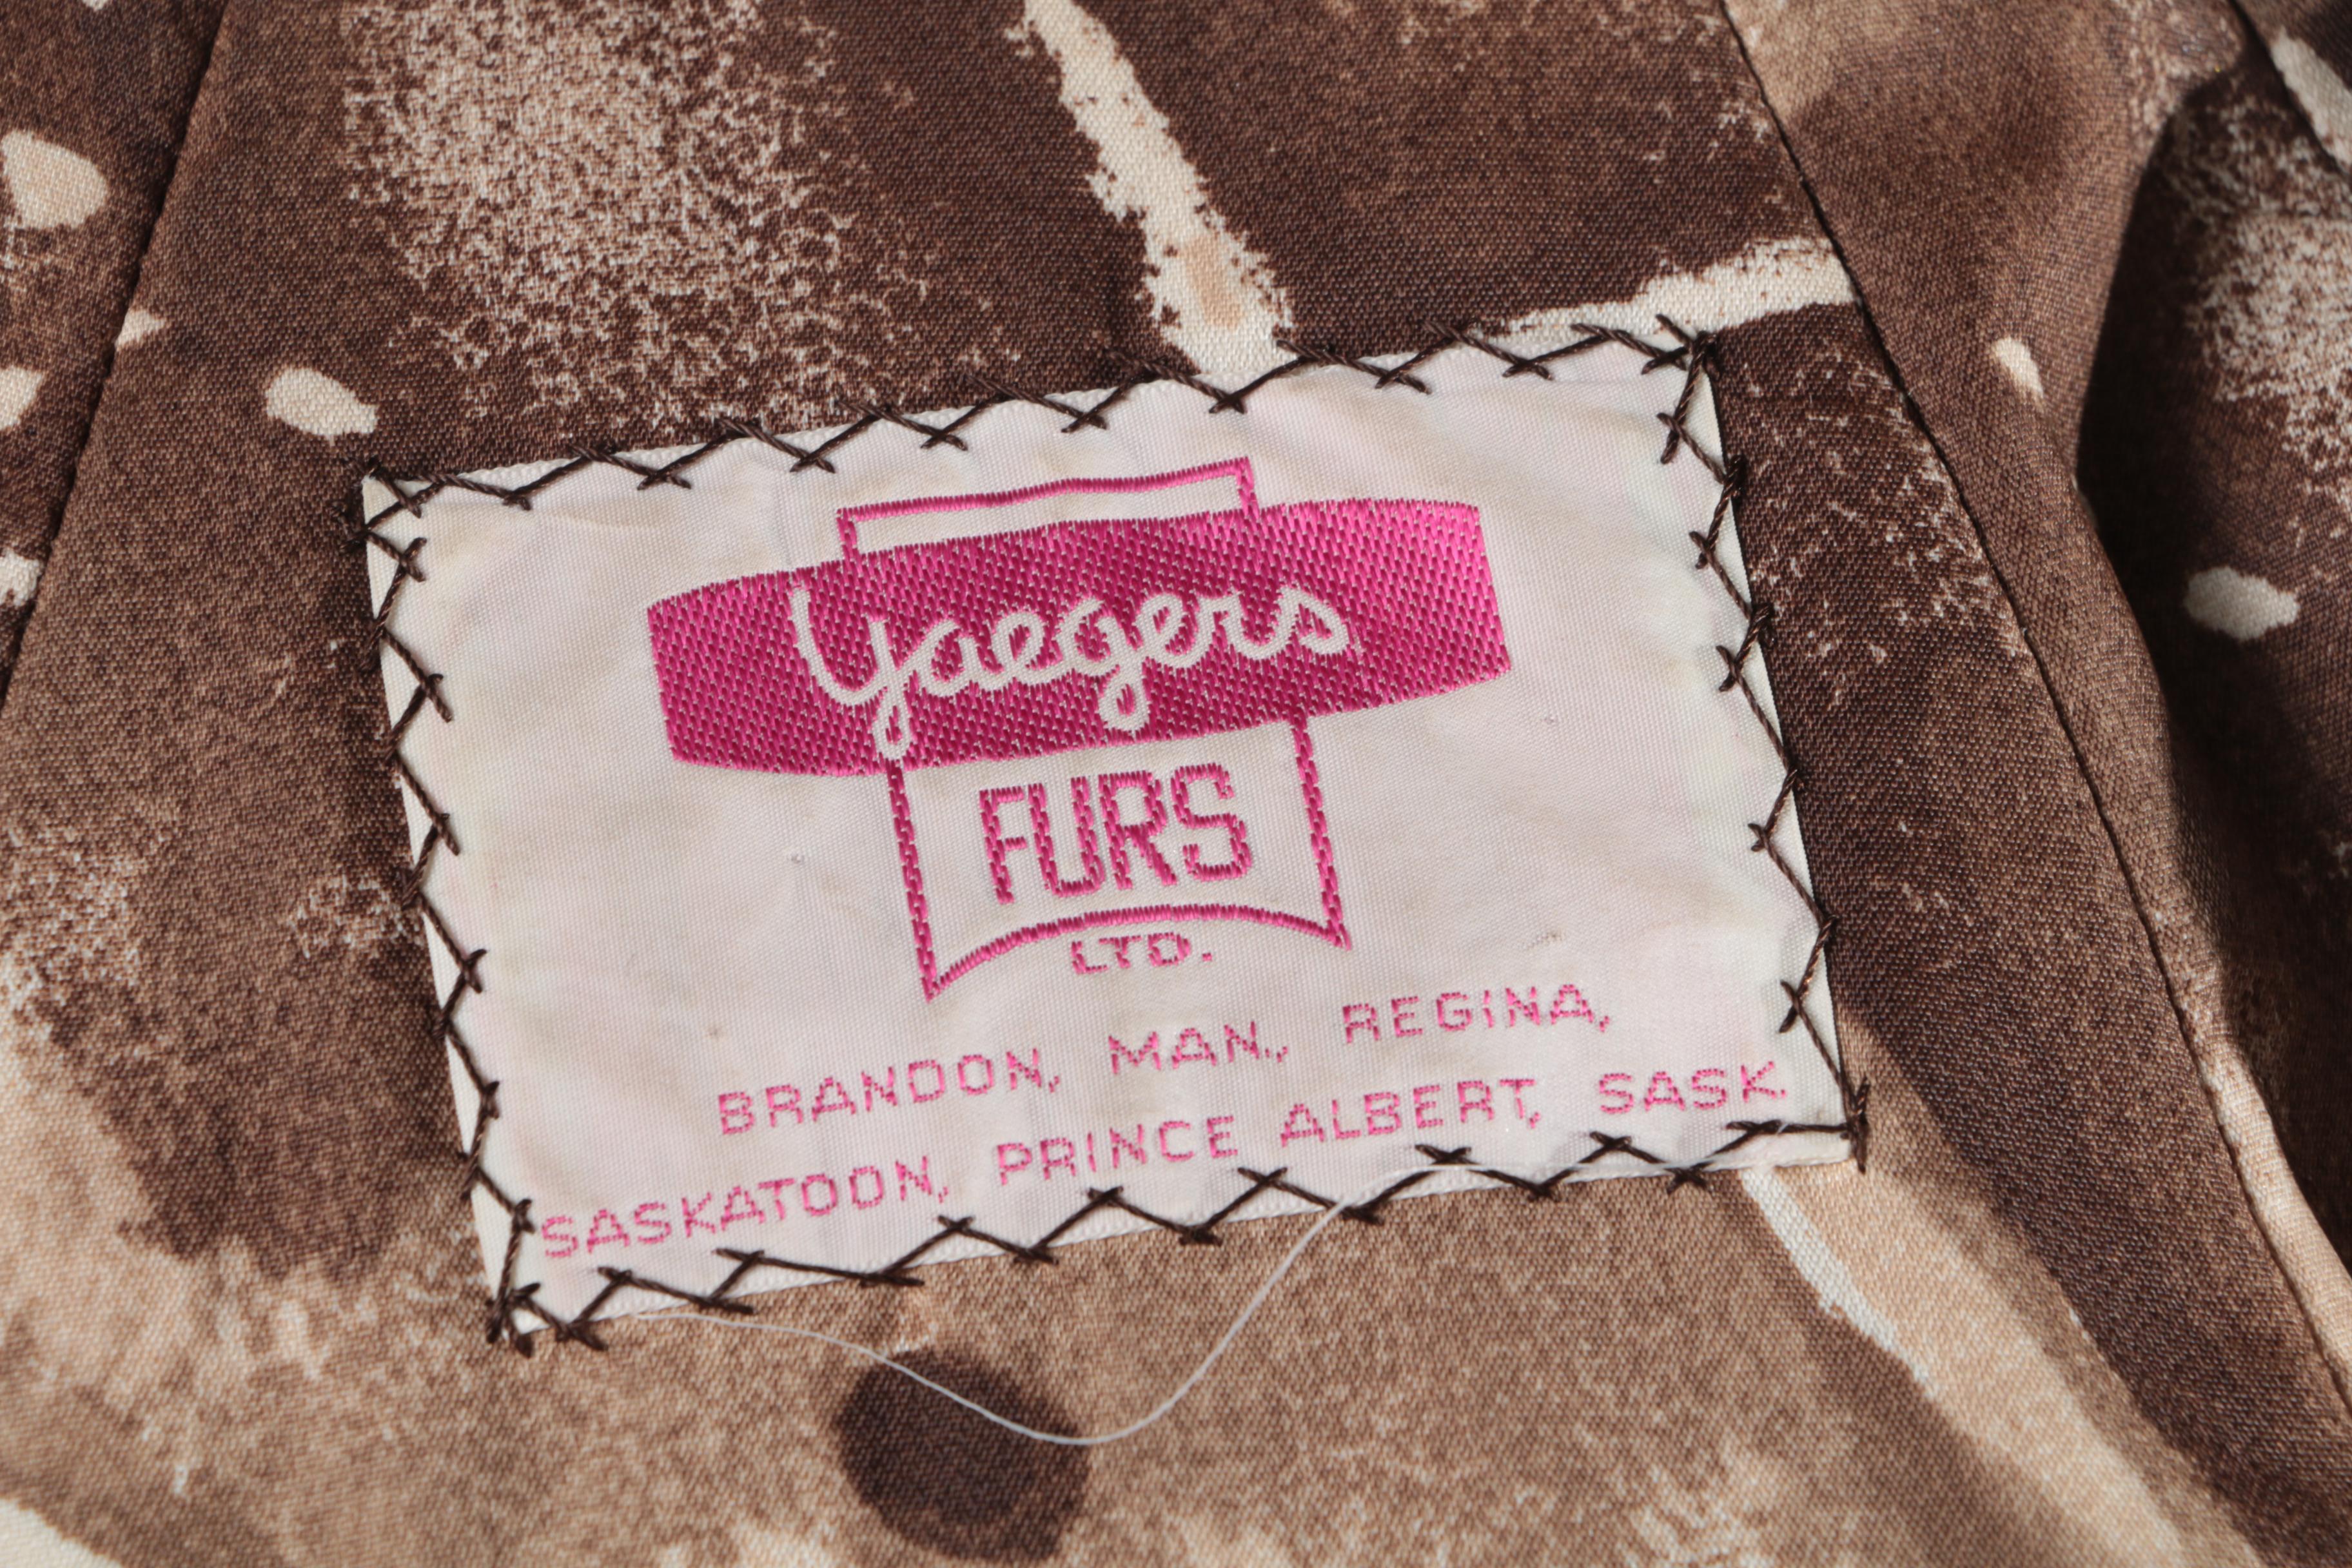 Yaegers
FURS
LTD.
BRANDON, MAN., REGINA,
SASKATOON, PRINCE ALBERT, SASK.